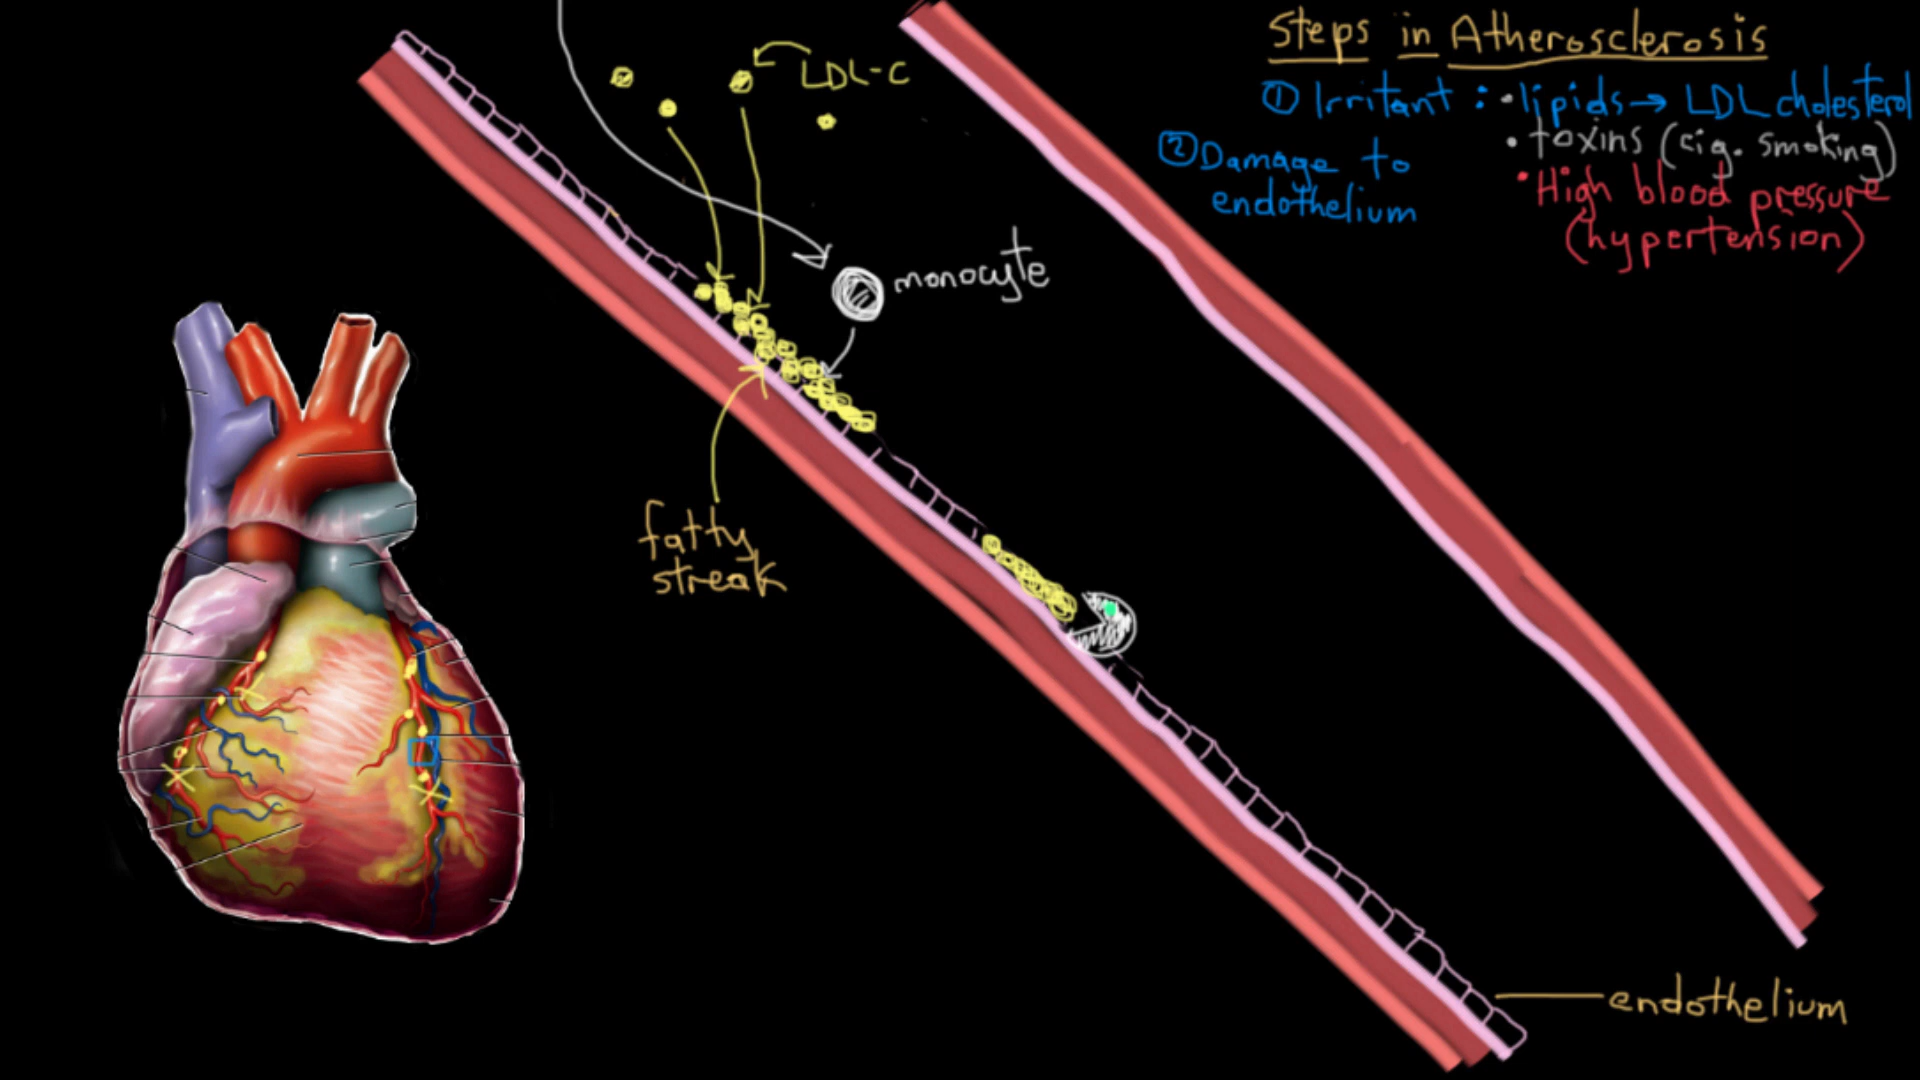 Steps in Atherosclerosis
① Irritant : • lipids → LDL cholesterol
• toxins (cig. smoking)
• High blood pressure
(hypertension)
② Damage to
endothelium
LDL-C
monocyte
fatty
streak
endothelium